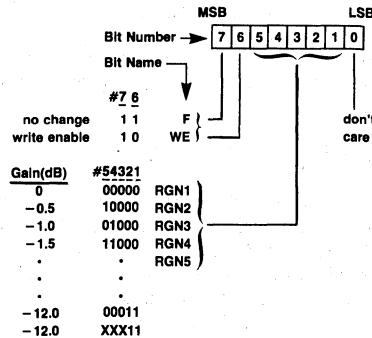 MSB LSB
Bit Number 7 6 5 4 3 2 1 0
Bit Name
#7 6
no change 1 1 F don't
write enable 1 0 WE care
Gain(dB) #54321
0 00000 RGN1
−0.5 10000 RGN2
−1.0 01000 RGN3
−1.5 11000 RGN4
RGN5
−12.0 00011
−12.0 XXX11